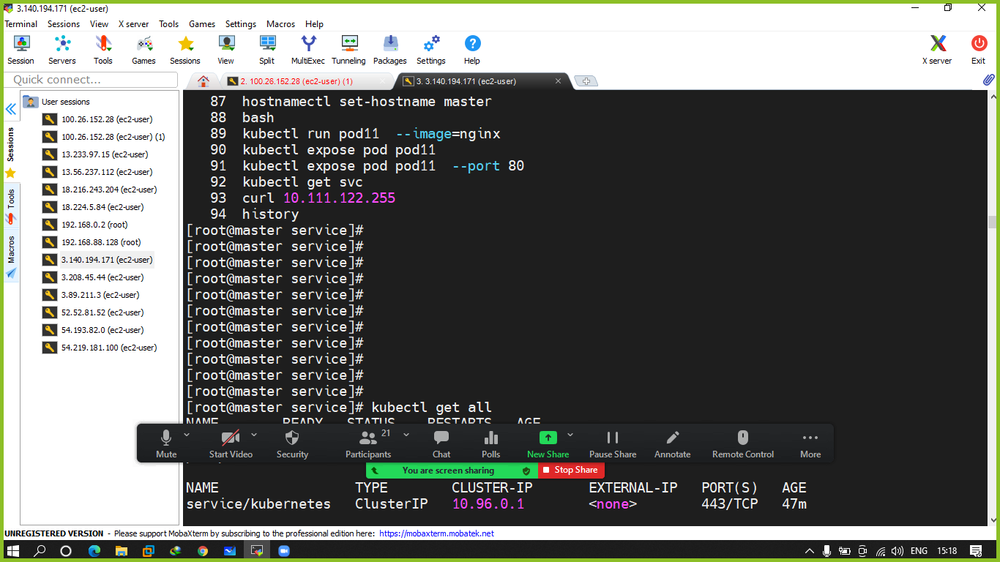 3.140.194.171 (ec2-user)
Terminal Sessions View X server Tools Games Settings Macros Help
Session Servers Tools Games Sessions View Split MultiExec Tunneling Packages Settings Help X server Exit
Quick connect...
2. 100.26.152.28 (ec2-user) (1)
3. 3.140.194.171 (ec2-user)
Sessions
Tools
Macros
User sessions
100.26.152.28 (ec2-user)
100.26.152.28 (ec2-user) (1)
13.233.97.15 (ec2-user)
13.56.237.112 (ec2-user)
18.216.243.204 (ec2-user)
18.224.5.84 (ec2-user)
192.168.0.2 (root)
192.168.88.128 (root)
3.140.194.171 (ec2-user)
3.208.45.44 (ec2-user)
3.89.211.3 (ec2-user)
52.52.81.52 (ec2-user)
54.193.82.0 (ec2-user)
54.219.181.100 (ec2-user)
87 hostnamectl set-hostname master
88 bash
89 kubectl run pod11 --image=nginx
90 kubectl expose pod pod11
91 kubectl expose pod pod11 --port 80
92 kubectl get svc
93 curl 10.111.122.255
94 history
[root@master service]#
[root@master service]#
[root@master service]#
[root@master service]#
[root@master service]#
[root@master service]#
[root@master service]#
[root@master service]#
[root@master service]#
[root@master service]#
[root@master service]#
[root@master service]# kubectl get all
NAME READY STATUS RESTARTS AGE
21
Mute Start Video Security Participants Chat Polls New Share Pause Share Annotate Remote Control More
You are screen sharing Stop Share
NAME TYPE CLUSTER-IP EXTERNAL-IP PORT(S) AGE
service/kubernetes ClusterIP 10.96.0.1 <none> 443/TCP 47m
UNREGISTERED VERSION - Please support MobaXterm by subscribing to the professional edition here: https://mobaxterm.mobatek.net
ENG 15:18